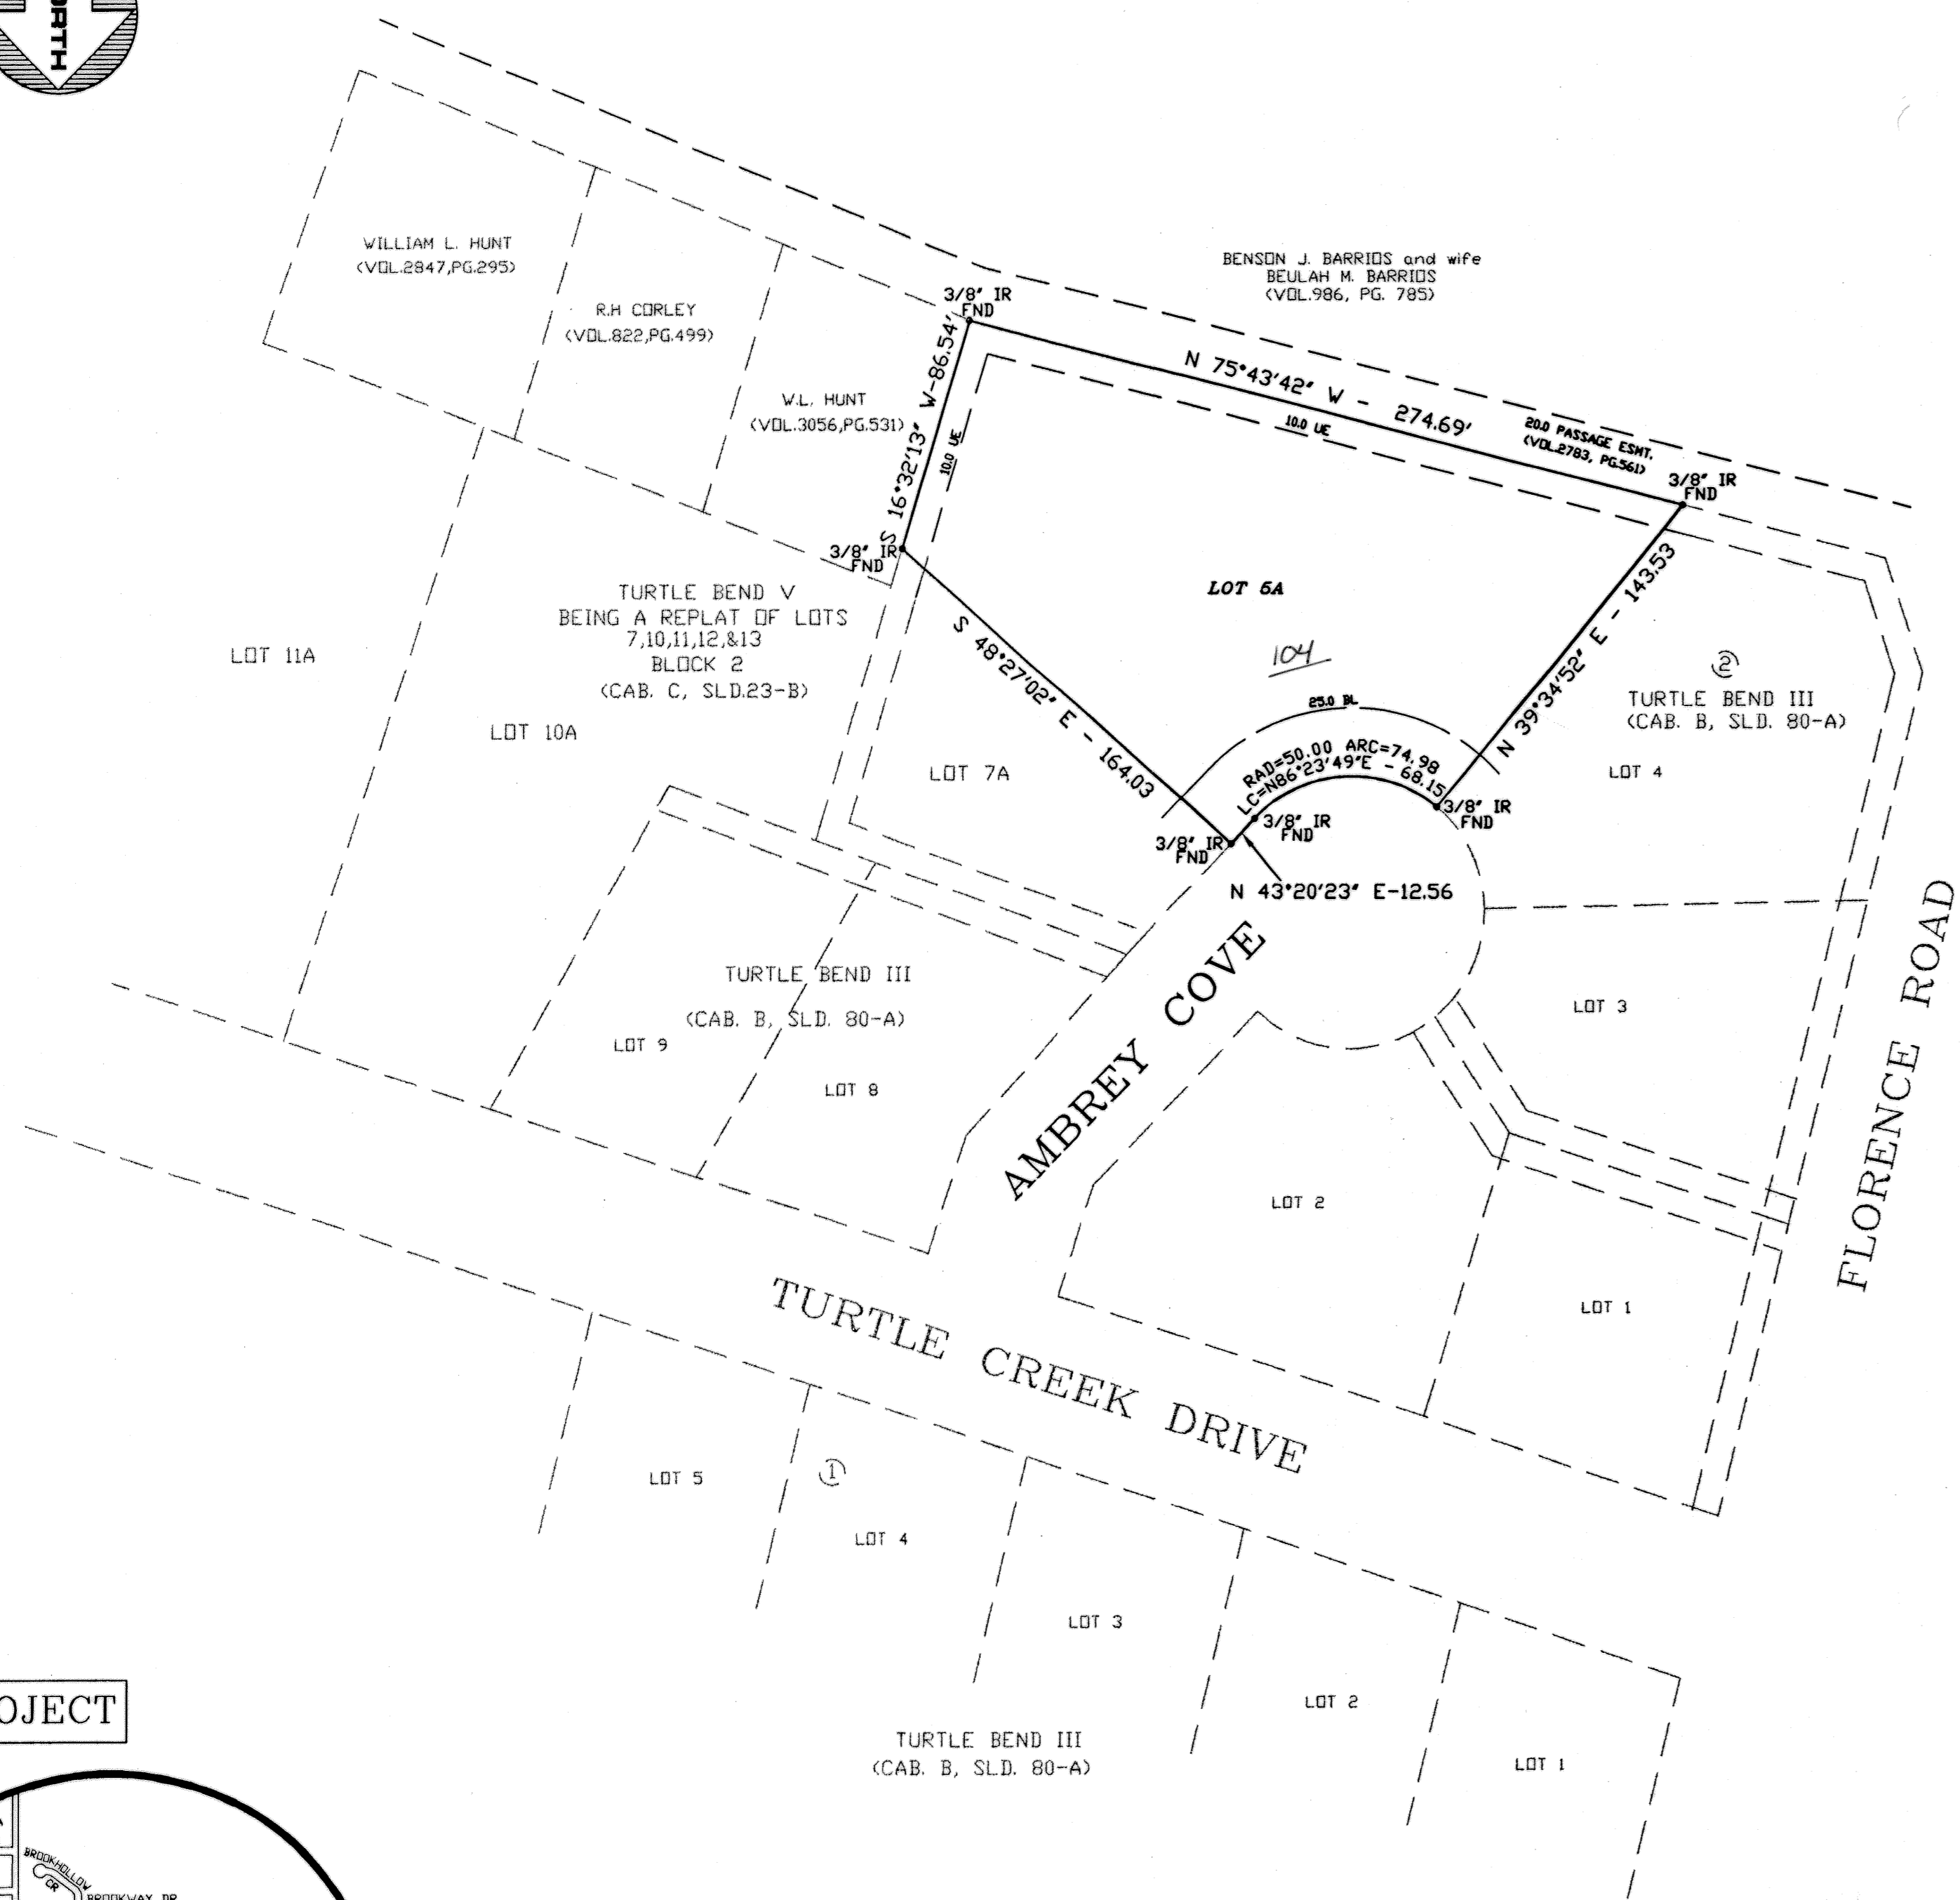 ORTH
WILLIAM L. HUNT
(VOL.2847,PG.295)
R.H CORLEY
(VOL.822,PG.499)
W.L. HUNT
(VOL.3056,PG.531)
BENSON J. BARRIOS and wife
BEULAH M. BARRIOS
(VOL.986, PG. 785)
3/8" IR
FND
S 16°32'13" W-86.54'
10.0 UE
N 75°43'42" W - 274.69'
10.0 UE
20.0 PASSAGE ESMT.
(VOL.2783, PG.561)
3/8" IR
FND
3/8" IR
FND
TURTLE BEND V
BEING A REPLAT OF LOTS
7,10,11,12,&13
BLOCK 2
(CAB. C, SLD.23-B)
LOT 11A
LOT 10A
LOT 7A
S 48°27'02" E - 164.03
LOT 6A
104
25.0 BL
RAD=50.00 ARC=74.98
LC=N86°23'49"E - 68.15
N 39°34'52" E - 143.53
2
TURTLE BEND III
(CAB. B, SLD. 80-A)
LOT 4
3/8" IR
FND
3/8" IR
FND
3/8" IR
FND
N 43°20'23" E-12.56
AMBREY COVE
FLORENCE ROAD
TURTLE BEND III
(CAB. B, SLD. 80-A)
LOT 9
LOT 8
LOT 3
LOT 2
LOT 1
TURTLE CREEK DRIVE
LOT 5
1
LOT 4
LOT 3
LOT 2
LOT 1
TURTLE BEND III
(CAB. B, SLD. 80-A)
OJECT
BROOKHOLLOW
CR
BROOKWAY DR